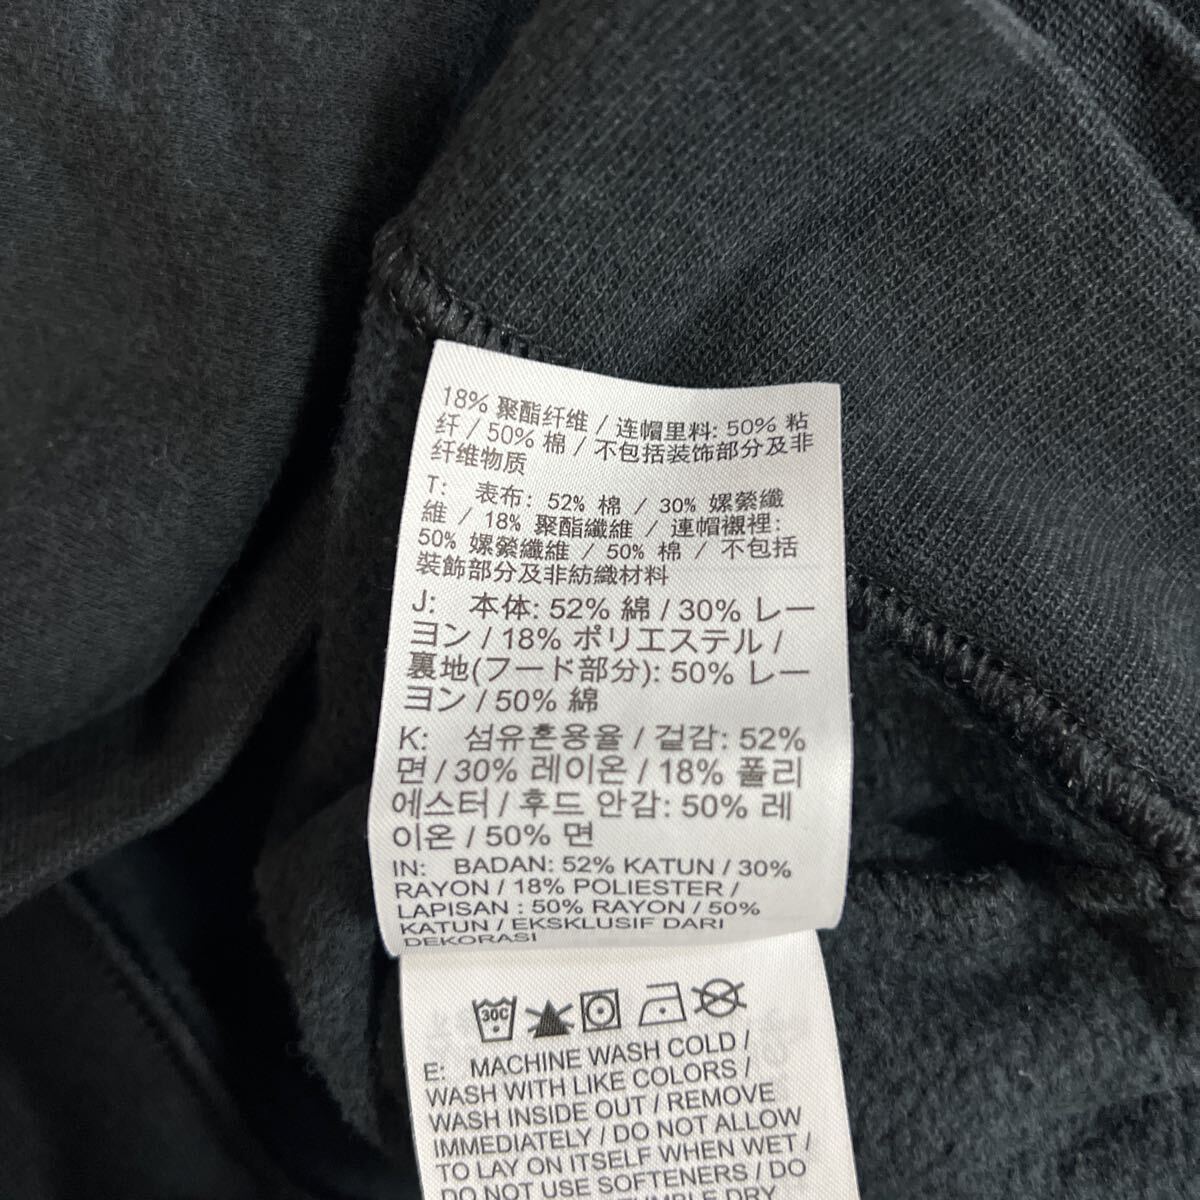 18% 聚酯纤维 / 连帽里料: 50% 粘
纤 / 50% 棉 / 不包括装饰部分及非
纤维物质
T: 表布: 52% 棉 / 30% 嫘縈纖
維 / 18% 聚酯纖維 / 連帽襯裡:
50% 嫘縈纖維 / 50% 棉 / 不包括
裝飾部分及非紡織材料
J: 本体: 52% 綿 / 30% レー
ヨン / 18% ポリエステル /
裏地(フード部分): 50% レー
ヨン / 50% 綿
K: 섬유혼용율 / 겉감: 52%
면 / 30% 레이온 / 18% 폴리
에스터 / 후드 안감: 50% 레
이온 / 50% 면
IN: BADAN: 52% KATUN / 30%
RAYON / 18% POLIESTER /
LAPISAN : 50% RAYON / 50%
KATUN / EKSKLUSIF DARI
DEKORASI
30C
E: MACHINE WASH COLD /
WASH WITH LIKE COLORS /
WASH INSIDE OUT / REMOVE
IMMEDIATELY / DO NOT ALLOW
TO LAY ON ITSELF WHEN WET /
DO NOT USE SOFTENERS / DO
TUMBLE DRY